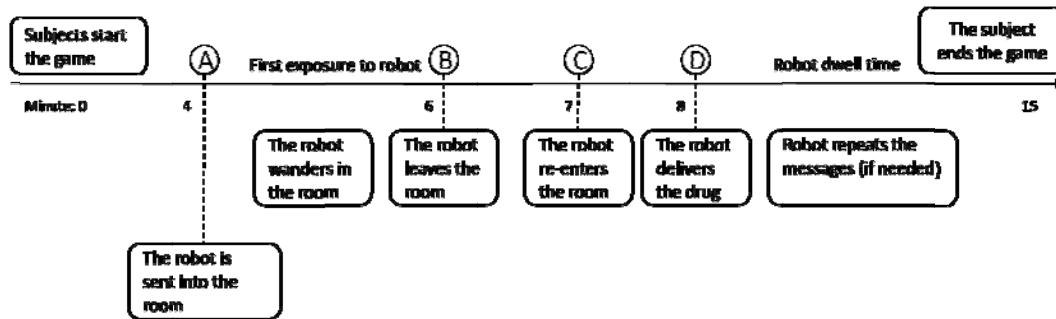 Subjects start
the game
The subject
ends the game
A
First exposure to robot
B
C
D
Robot dwell time
Minute: 0
4
6
7
8
15
The robot
wanders in
the room
The robot
leaves the
room
The robot
re-enters
the room
The robot
delivers
the drug
Robot repeats the
messages (if needed)
The robot is
sent into the
room